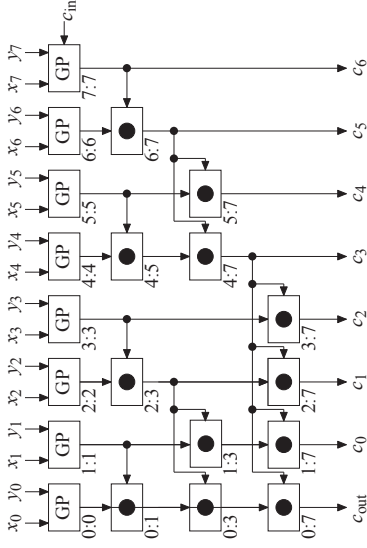 x0 y0 x1 y1 x2 y2 x3 y3 x4 y4 x5 y5 x6 y6 x7 y7 cin
GP GP GP GP GP GP GP GP
0:0 1:1 2:2 3:3 4:4 5:5 6:6 7:7
0:1 2:3 4:5 6:7
0:3 1:3 4:7 5:7
0:7 1:7 2:7 3:7
cout c0 c1 c2 c3 c4 c5 c6